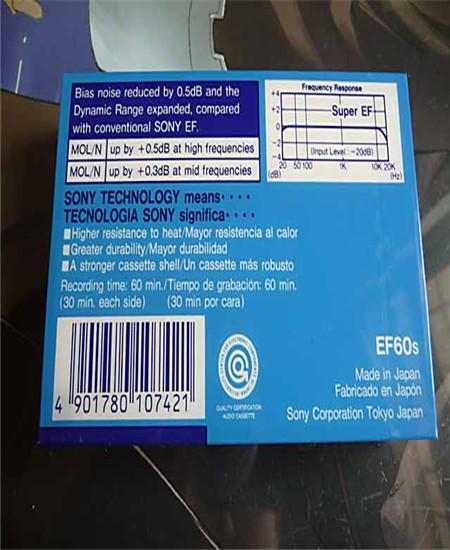 Bias noise reduced by 0.5dB and the
Dynamic Range expanded, compared
with conventional SONY EF.
MOL/N up by +0.5dB at high frequencies
MOL/N up by +0.3dB at mid frequencies
Frequency Response
+4
+2
0
-2
-4
Super EF
(Input Level: -20dB)
20 50 100 1K 10K 20K
(dB) (Hz)
SONY TECHNOLOGY means····
TECNOLOGIA SONY significa····
■Higher resistance to heat/Mayor resistencia al calor
■Greater durability/Mayor durabilidad
■A stronger cassette shell/Un cassette más robusto
Recording time: 60 min./Tiempo de grabación: 60 min.
(30 min. each side) (30 min por cara)
4 901780 107421
QUALITY CERTIFICATION
AUDIO CASSETTE
EF60s
Made in Japan
Fabricado en Japón
Sony Corporation Tokyo Japan